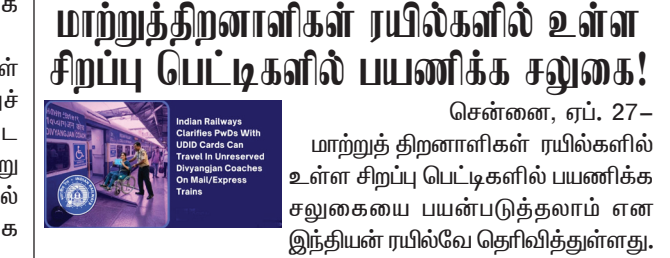 மாற்றுத்திறனாளிகள் ரயில்களில் உள்ள
சிறப்பு பெட்டிகளில் பயணிக்க சலுகை!
சென்னை, ஏப். 27–
மாற்றுத் திறனாளிகள் ரயில்களில்
உள்ள சிறப்பு பெட்டிகளில் பயணிக்க
சலுகையை பயன்படுத்தலாம் என
இந்தியன் ரயில்வே தெரிவித்துள்ளது.
Indian Railways
Clarifies PwDs With
UDID Cards Can
Travel In Unreserved
Divyangjan Coaches
On Mail/Express
Trains
DIVYANGJAN COACH